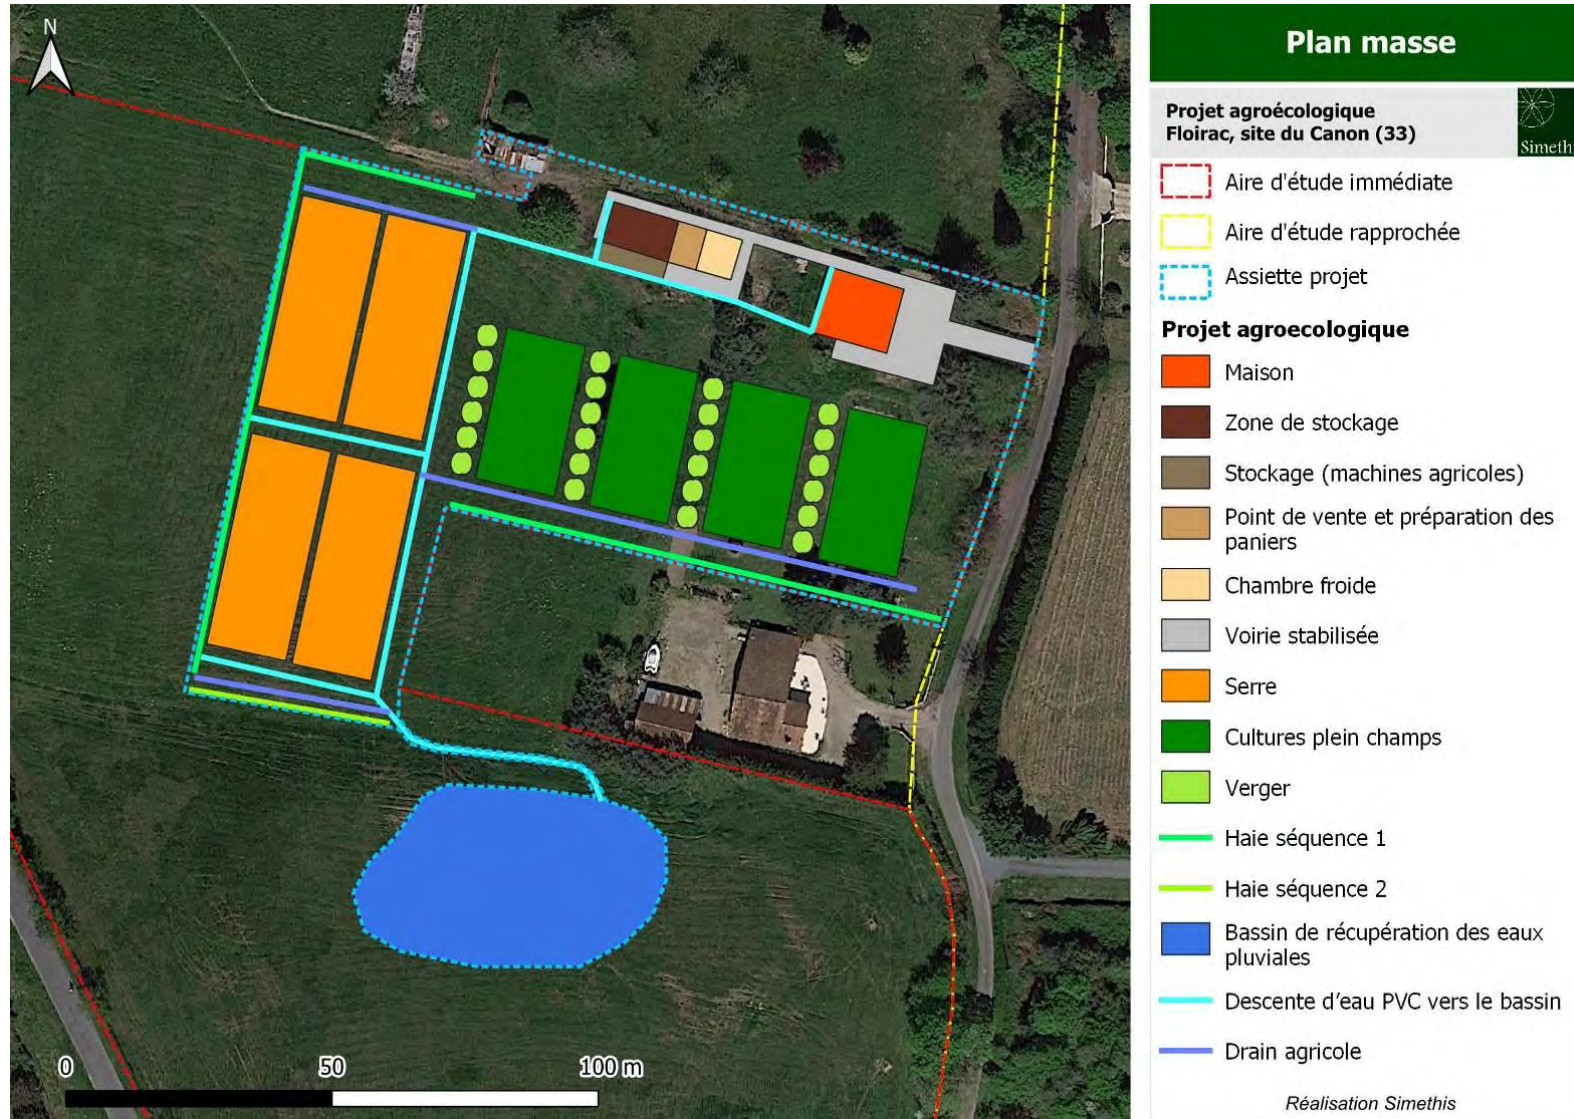 N
Plan masse
Projet agroécologique
Floirac, site du Canon (33)
Simeth
Aire d'étude immédiate
Aire d'étude rapprochée
Assiette projet
Projet agroecologique
Maison
Zone de stockage
Stockage (machines agricoles)
Point de vente et préparation des
paniers
Chambre froide
Voirie stabilisée
Serre
Cultures plein champs
Verger
Haie séquence 1
Haie séquence 2
Bassin de récupération des eaux
pluviales
Descente d'eau PVC vers le bassin
Drain agricole
Réalisation Simethis
0 50 100 m